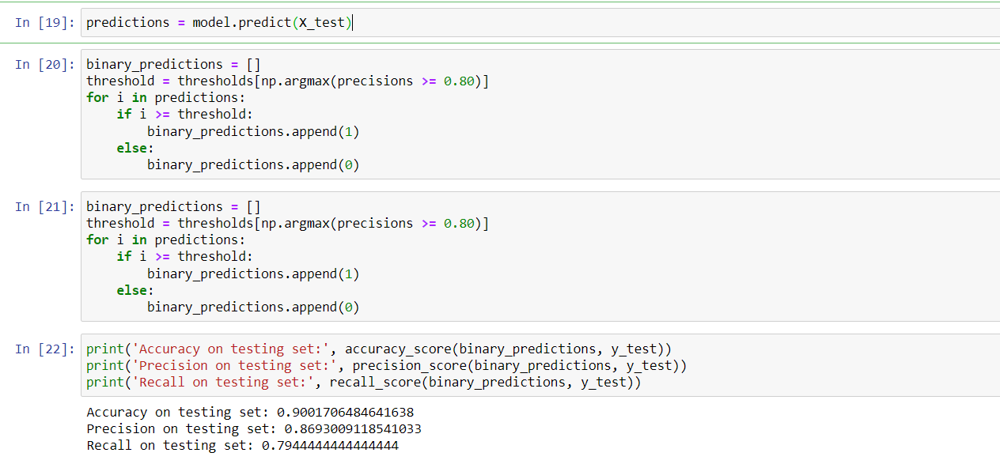 In [19]: predictions = model.predict(X_test)
In [20]: binary_predictions = []
threshold = thresholds[np.argmax(precisions >= 0.80)]
for i in predictions:
    if i >= threshold:
        binary_predictions.append(1)
    else:
        binary_predictions.append(0)
In [21]: binary_predictions = []
threshold = thresholds[np.argmax(precisions >= 0.80)]
for i in predictions:
    if i >= threshold:
        binary_predictions.append(1)
    else:
        binary_predictions.append(0)
In [22]: print('Accuracy on testing set:', accuracy_score(binary_predictions, y_test))
print('Precision on testing set:', precision_score(binary_predictions, y_test))
print('Recall on testing set:', recall_score(binary_predictions, y_test))
Accuracy on testing set: 0.9001706484641638
Precision on testing set: 0.8693009118541033
Recall on testing set: 0.7944444444444444